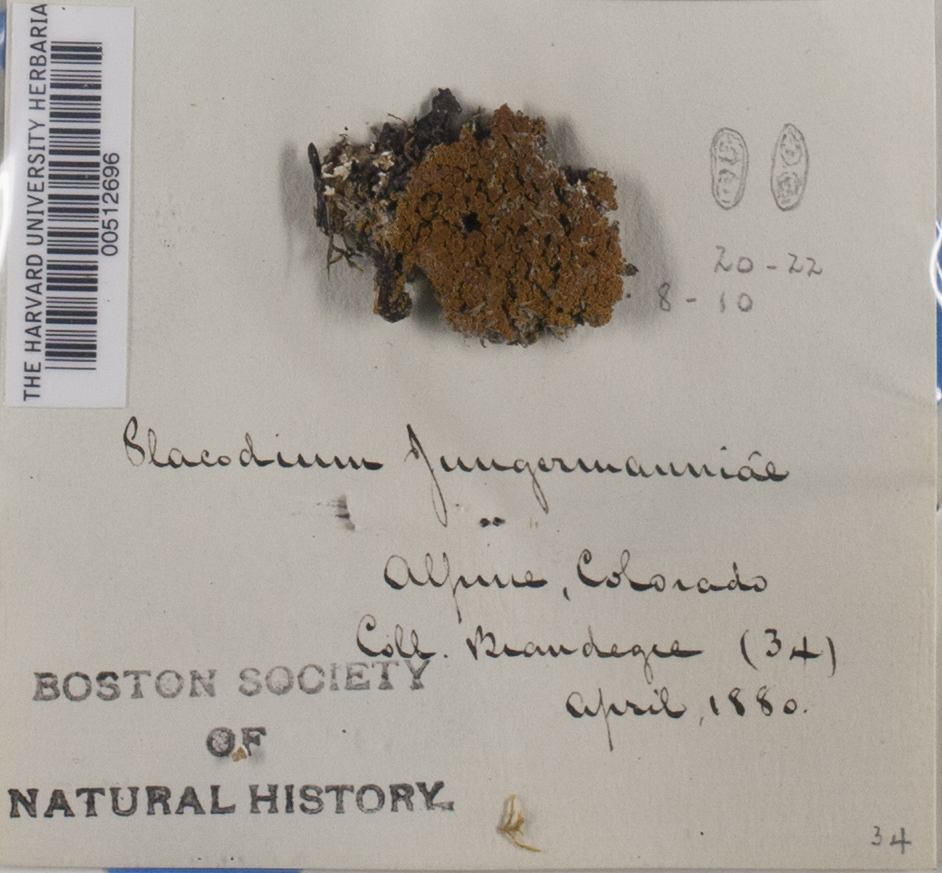 THE HARVARD UNIVERSITY HERBARIA
00512696
20-22
8-10
Placodium Jungermanniae
Alpine, Colorado
Coll. Brandegee (34)
April, 1880.
BOSTON SOCIETY
OF
NATURAL HISTORY.
34